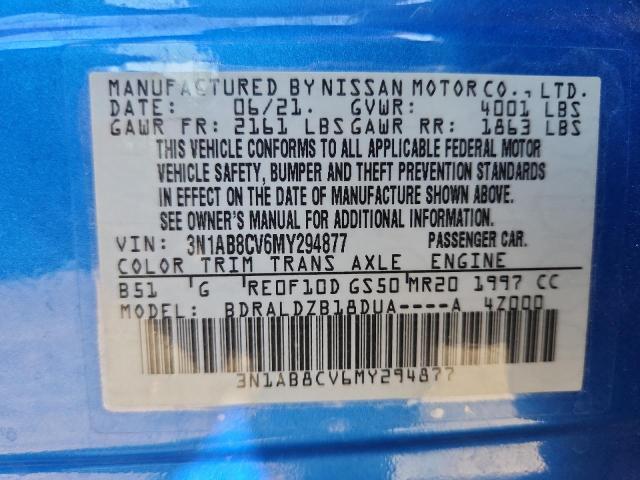 MANUFACTURED BY NISSAN MOTOR CO., LTD.
DATE: 06/21. GVWR: 4001 LBS
GAWR FR: 2161 LBS GAWR RR: 1863 LBS
THIS VEHICLE CONFORMS TO ALL APPLICABLE FEDERAL MOTOR
VEHICLE SAFETY, BUMPER AND THEFT PREVENTION STANDARDS
IN EFFECT ON THE DATE OF MANUFACTURE SHOWN ABOVE.
SEE OWNER'S MANUAL FOR ADDITIONAL INFORMATION.
VIN: 3N1AB8CV6MY294877 PASSENGER CAR.
COLOR TRIM TRANS AXLE ENGINE
B51 G RE0F10D GS50 MR20 1997 CC
MODEL: BDRALDZB18DUA----A 4Z000
3N1AB8CV6MY294877